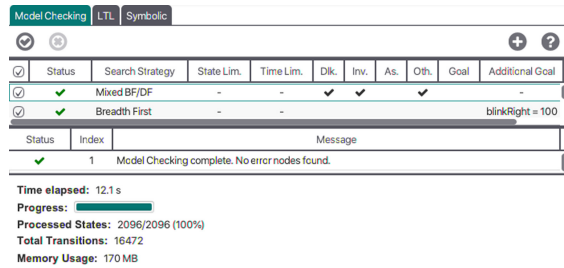 Model Checking LTL Symbolic
Status Search Strategy State Lim. Time Lim. Dlk. Inv. As. Oth. Goal Additional Goal
Mixed BF/DF - - -
Breadth First - - blinkRight = 100
Status Index Message
1 Model Checking complete. No error nodes found.
Time elapsed: 12.1 s
Progress:
Processed States: 2096/2096 (100%)
Total Transitions: 16472
Memory Usage: 170 MB